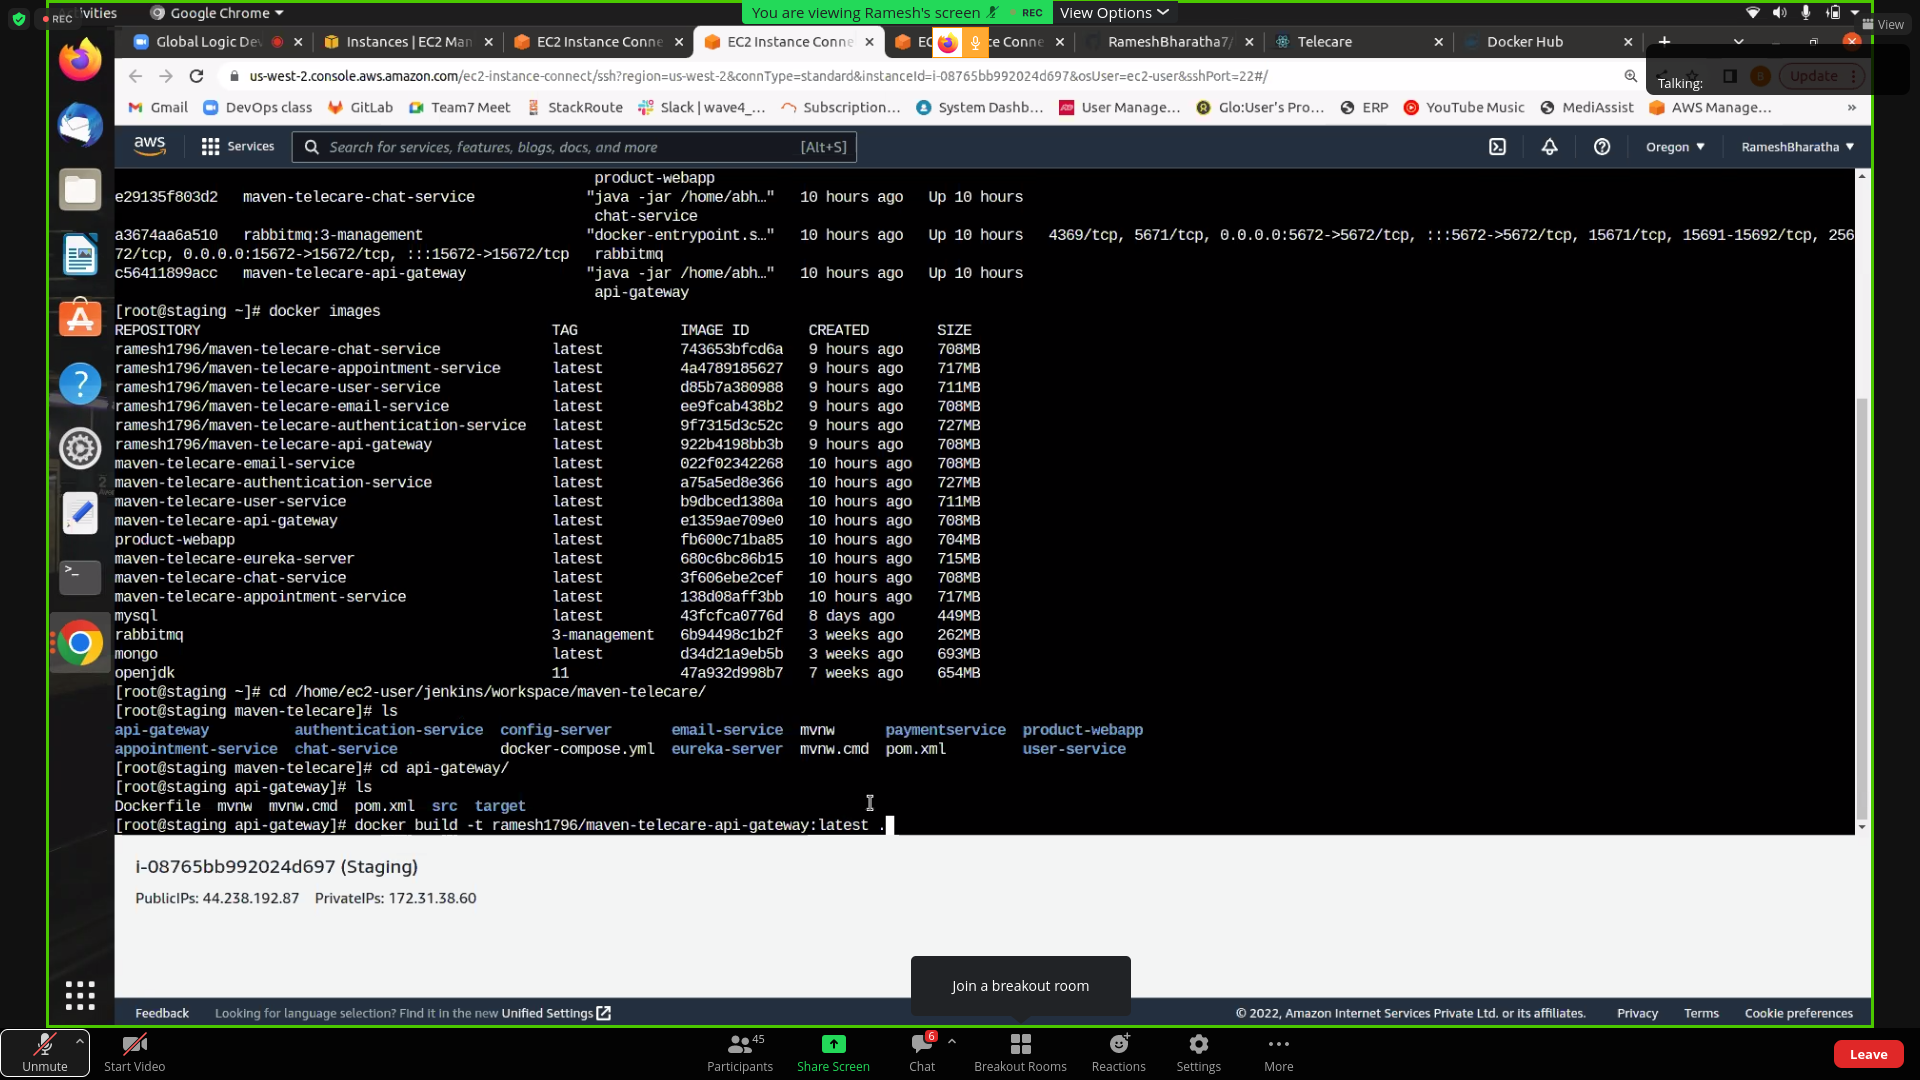 REC
Activities
Google Chrome
You are viewing Ramesh's screen
REC
View Options
View
Global Logic De
Instances | EC2 Man
EC2 Instance Conne
EC2 Instance Conne
EC
ce Conne
RameshBharatha7/
Telecare
Docker Hub
us-west-2.console.aws.amazon.com/ec2-instance-connect/ssh?region=us-west-2&connType=standard&instanceId=i-08765bb992024d697&osUser=ec2-user&sshPort=22#/
B
Update
Talking:
Gmail
DevOps class
GitLab
Team7 Meet
StackRoute
Slack | wave4_...
Subscription...
System Dashb...
User Manage...
Glo:User's Pro...
ERP
YouTube Music
MediAssist
AWS Manage...
»
aws
Services
Search for services, features, blogs, docs, and more
[Alt+S]
Oregon
RameshBharatha
product-webapp
e29135f803d2 maven-telecare-chat-service "java -jar /home/abh…" 10 hours ago Up 10 hours
chat-service
a3674aa6a510 rabbitmq:3-management "docker-entrypoint.s…" 10 hours ago Up 10 hours 4369/tcp, 5671/tcp, 0.0.0.0:5672->5672/tcp, :::5672->5672/tcp, 15671/tcp, 15691-15692/tcp, 256
72/tcp, 0.0.0.0:15672->15672/tcp, :::15672->15672/tcp rabbitmq
c56411899acc maven-telecare-api-gateway "java -jar /home/abh…" 10 hours ago Up 10 hours
api-gateway
[root@staging ~]# docker images
REPOSITORY TAG IMAGE ID CREATED SIZE
ramesh1796/maven-telecare-chat-service latest 743653bfcd6a 9 hours ago 708MB
ramesh1796/maven-telecare-appointment-service latest 4a4789185627 9 hours ago 717MB
ramesh1796/maven-telecare-user-service latest d85b7a380988 9 hours ago 711MB
ramesh1796/maven-telecare-email-service latest ee9fcab438b2 9 hours ago 708MB
ramesh1796/maven-telecare-authentication-service latest 9f7315d3c52c 9 hours ago 727MB
ramesh1796/maven-telecare-api-gateway latest 922b4198bb3b 9 hours ago 708MB
maven-telecare-email-service latest 022f02342268 10 hours ago 708MB
maven-telecare-authentication-service latest a75a5ed8e366 10 hours ago 727MB
maven-telecare-user-service latest b9dbced1380a 10 hours ago 711MB
maven-telecare-api-gateway latest e1359ae709e0 10 hours ago 708MB
product-webapp latest fb600c71ba85 10 hours ago 704MB
maven-telecare-eureka-server latest 680c6bc86b15 10 hours ago 715MB
maven-telecare-chat-service latest 3f606ebe2cef 10 hours ago 708MB
maven-telecare-appointment-service latest 138d08aff3bb 10 hours ago 717MB
mysql latest 43fcfca0776d 8 days ago 449MB
rabbitmq 3-management 6b94498c1b2f 3 weeks ago 262MB
mongo latest d34d21a9eb5b 3 weeks ago 693MB
openjdk 11 47a932d998b7 7 weeks ago 654MB
[root@staging ~]# cd /home/ec2-user/jenkins/workspace/maven-telecare/
[root@staging maven-telecare]# ls
api-gateway authentication-service config-server email-service mvnw paymentservice product-webapp
appointment-service chat-service docker-compose.yml eureka-server mvnw.cmd pom.xml user-service
[root@staging maven-telecare]# cd api-gateway/
[root@staging api-gateway]# ls
Dockerfile mvnw mvnw.cmd pom.xml src target
[root@staging api-gateway]# docker build -t ramesh1796/maven-telecare-api-gateway:latest .
i-08765bb992024d697 (Staging)
PublicIPs: 44.238.192.87 PrivateIPs: 172.31.38.60
Join a breakout room
Feedback
Looking for language selection? Find it in the new Unified Settings
© 2022, Amazon Internet Services Private Ltd. or its affiliates.
Privacy
Terms
Cookie preferences
Unmute
Start Video
45
Participants
Share Screen
6
Chat
Breakout Rooms
Reactions
Settings
More
Leave